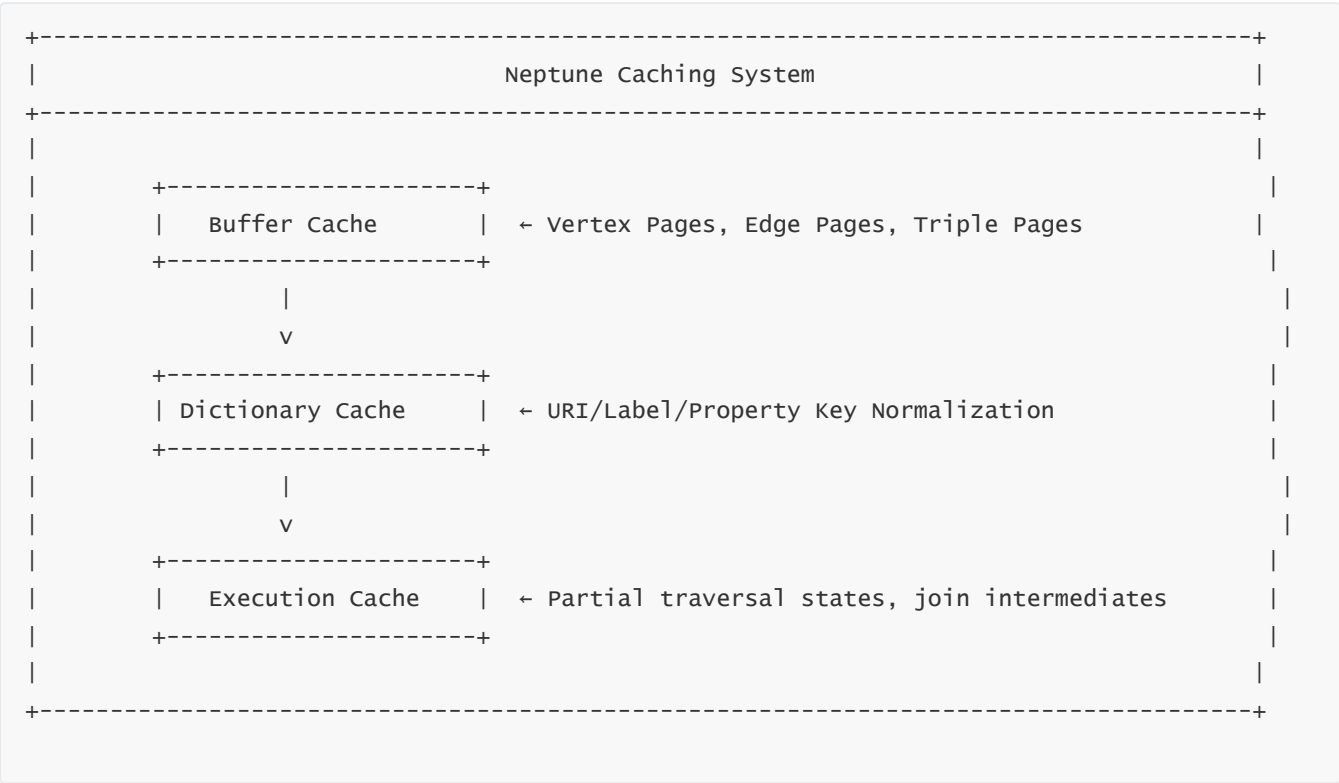 +--------------------------------------------------------------------------------------+
|                                 Neptune Caching System                               |
+--------------------------------------------------------------------------------------+
|                                                                                      |
|        +----------------------+                                                       |
|        |   Buffer Cache       |  ← Vertex Pages, Edge Pages, Triple Pages            |
|        +----------------------+                                                       |
|                 |                                                                      |
|                 v                                                                      |
|        +----------------------+                                                       |
|        | Dictionary Cache     |  ← URI/Label/Property Key Normalization               |
|        +----------------------+                                                       |
|                 |                                                                      |
|                 v                                                                      |
|        +----------------------+                                                       |
|        |   Execution Cache    |  ← Partial traversal states, join intermediates       |
|        +----------------------+                                                       |
|                                                                                      |
+--------------------------------------------------------------------------------------+